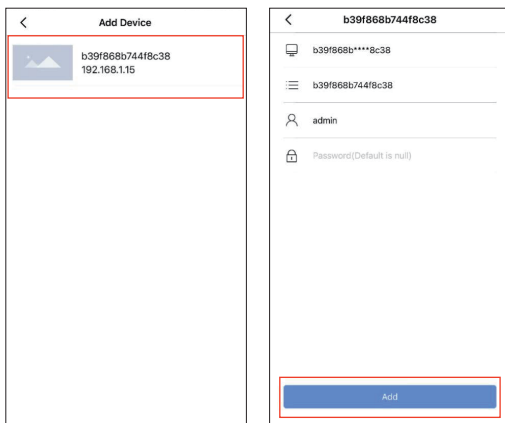 Add Device
b39f868b744f8c38
192.168.1.15
b39f868b744f8c38
b39f868b****8c38
b39f868b744f8c38
admin
Password(Default is null)
Add